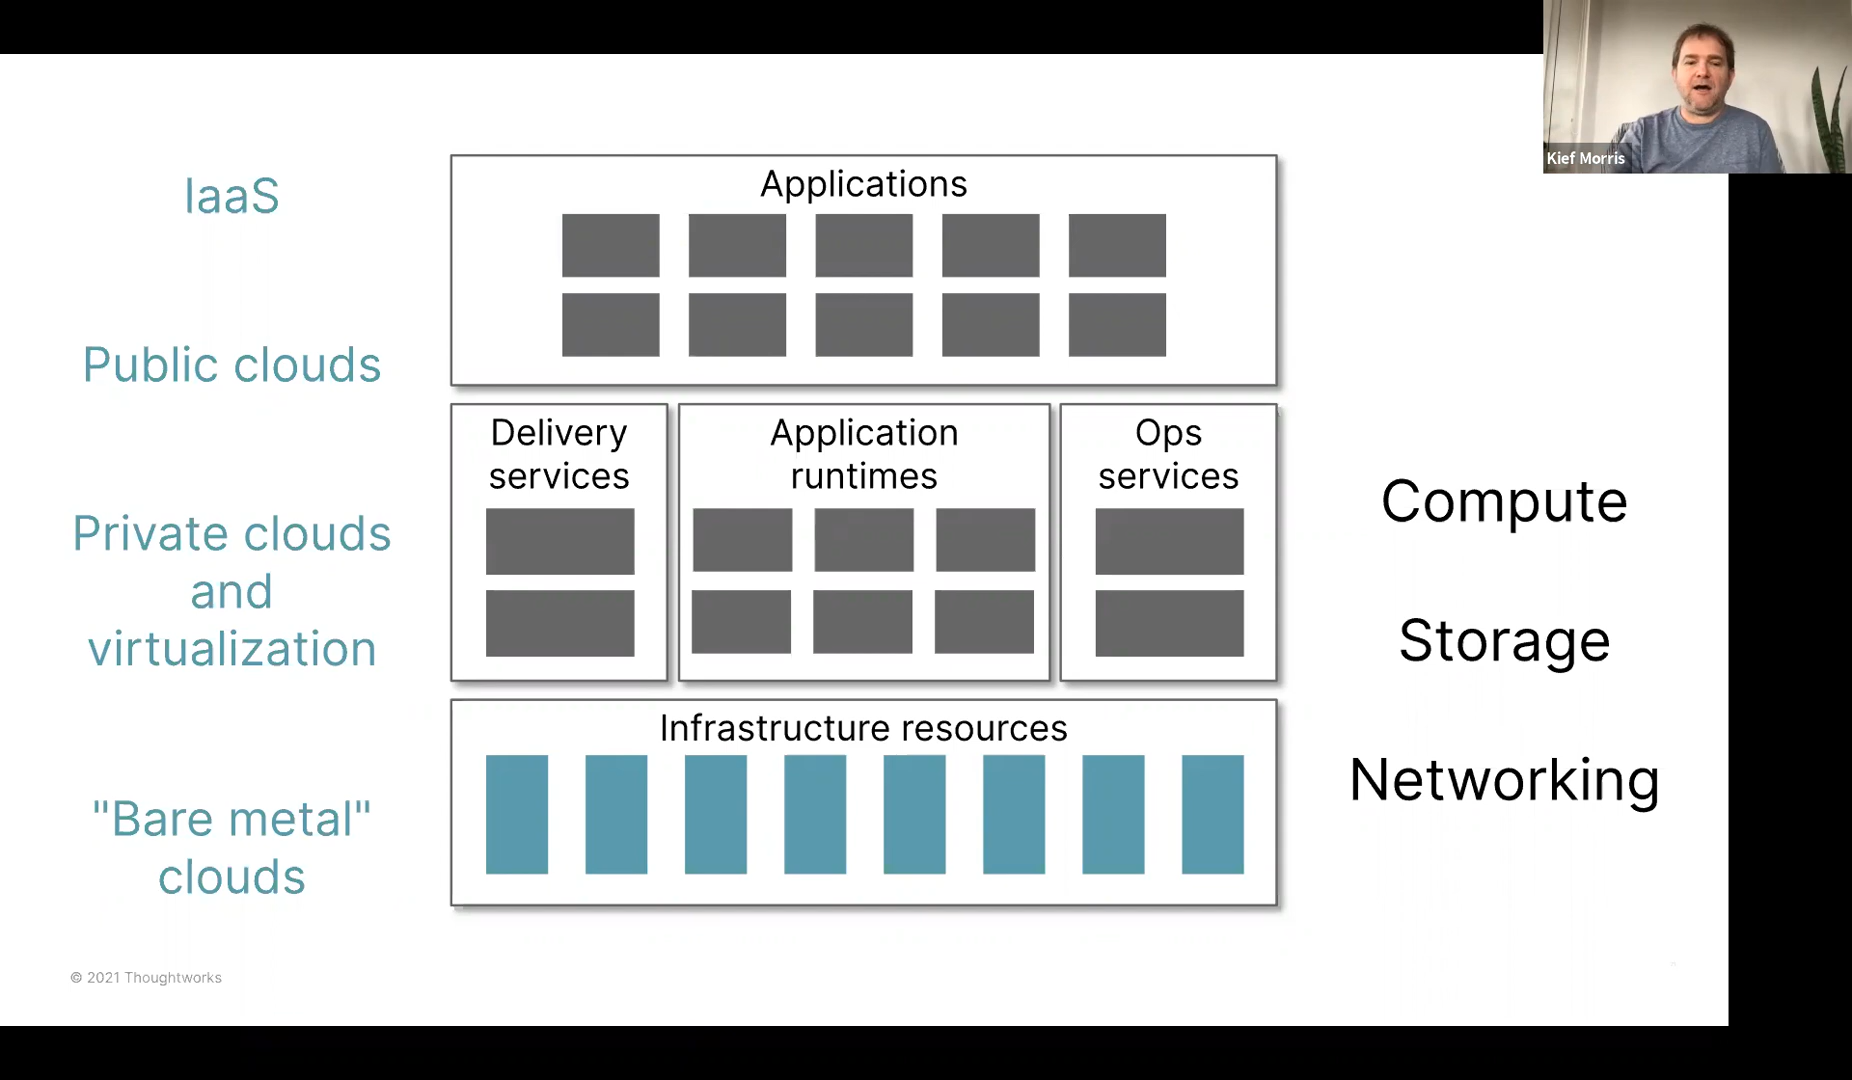 Kief Morris
IaaS
Public clouds
Private clouds
and
virtualization
"Bare metal"
clouds
Applications
Delivery
services
Application
runtimes
Ops
services
Infrastructure resources
Compute
Storage
Networking
© 2021 Thoughtworks